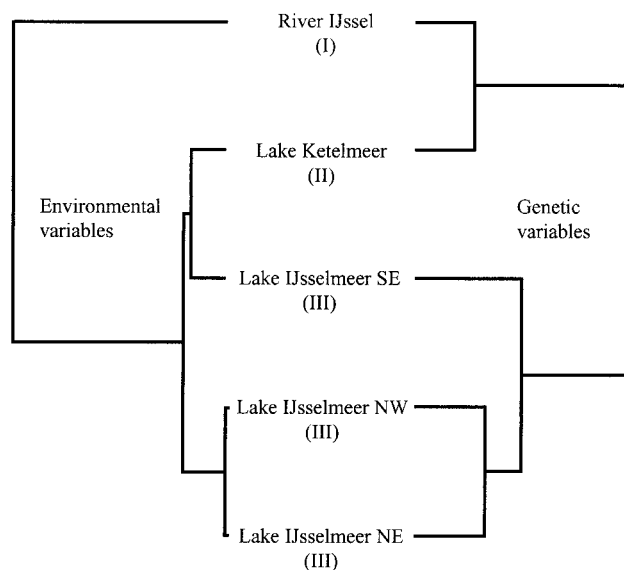 River IJssel
(I)
Lake Ketelmeer
(II)
Environmental
variables
Genetic
variables
Lake IJsselmeer SE
(III)
Lake IJsselmeer NW
(III)
Lake IJsselmeer NE
(III)